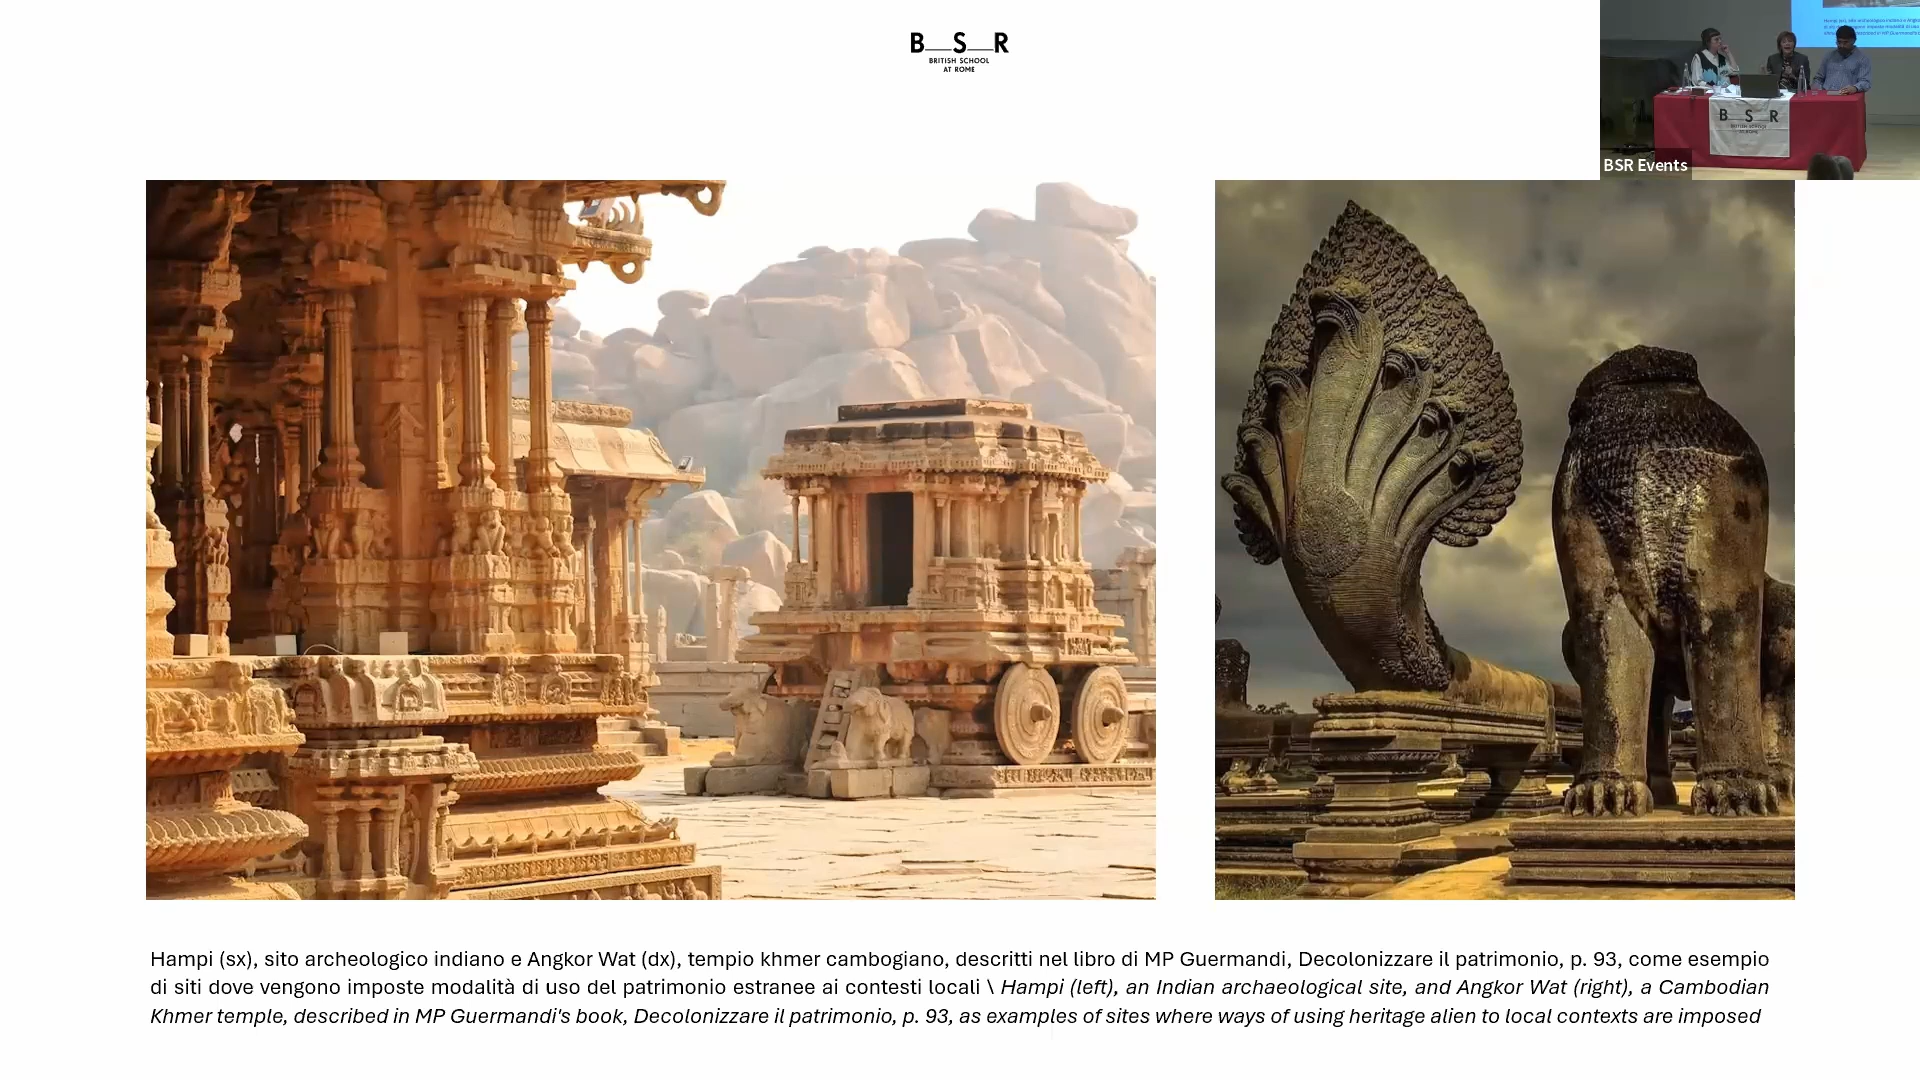 B S R
BRITISH SCHOOL
AT ROME
B S R
BSR Events
Hampi (sx), sito archeologico indiano e Angkor Wat (dx), tempio khmer cambogiano, descritti nel libro di MP Guermandi, Decolonizzare il patrimonio, p. 93, come esempio
di siti dove vengono imposte modalità di uso del patrimonio estranee ai contesti locali \ Hampi (left), an Indian archaeological site, and Angkor Wat (right), a Cambodian
Khmer temple, described in MP Guermandi's book, Decolonizzare il patrimonio, p. 93, as examples of sites where ways of using heritage alien to local contexts are imposed